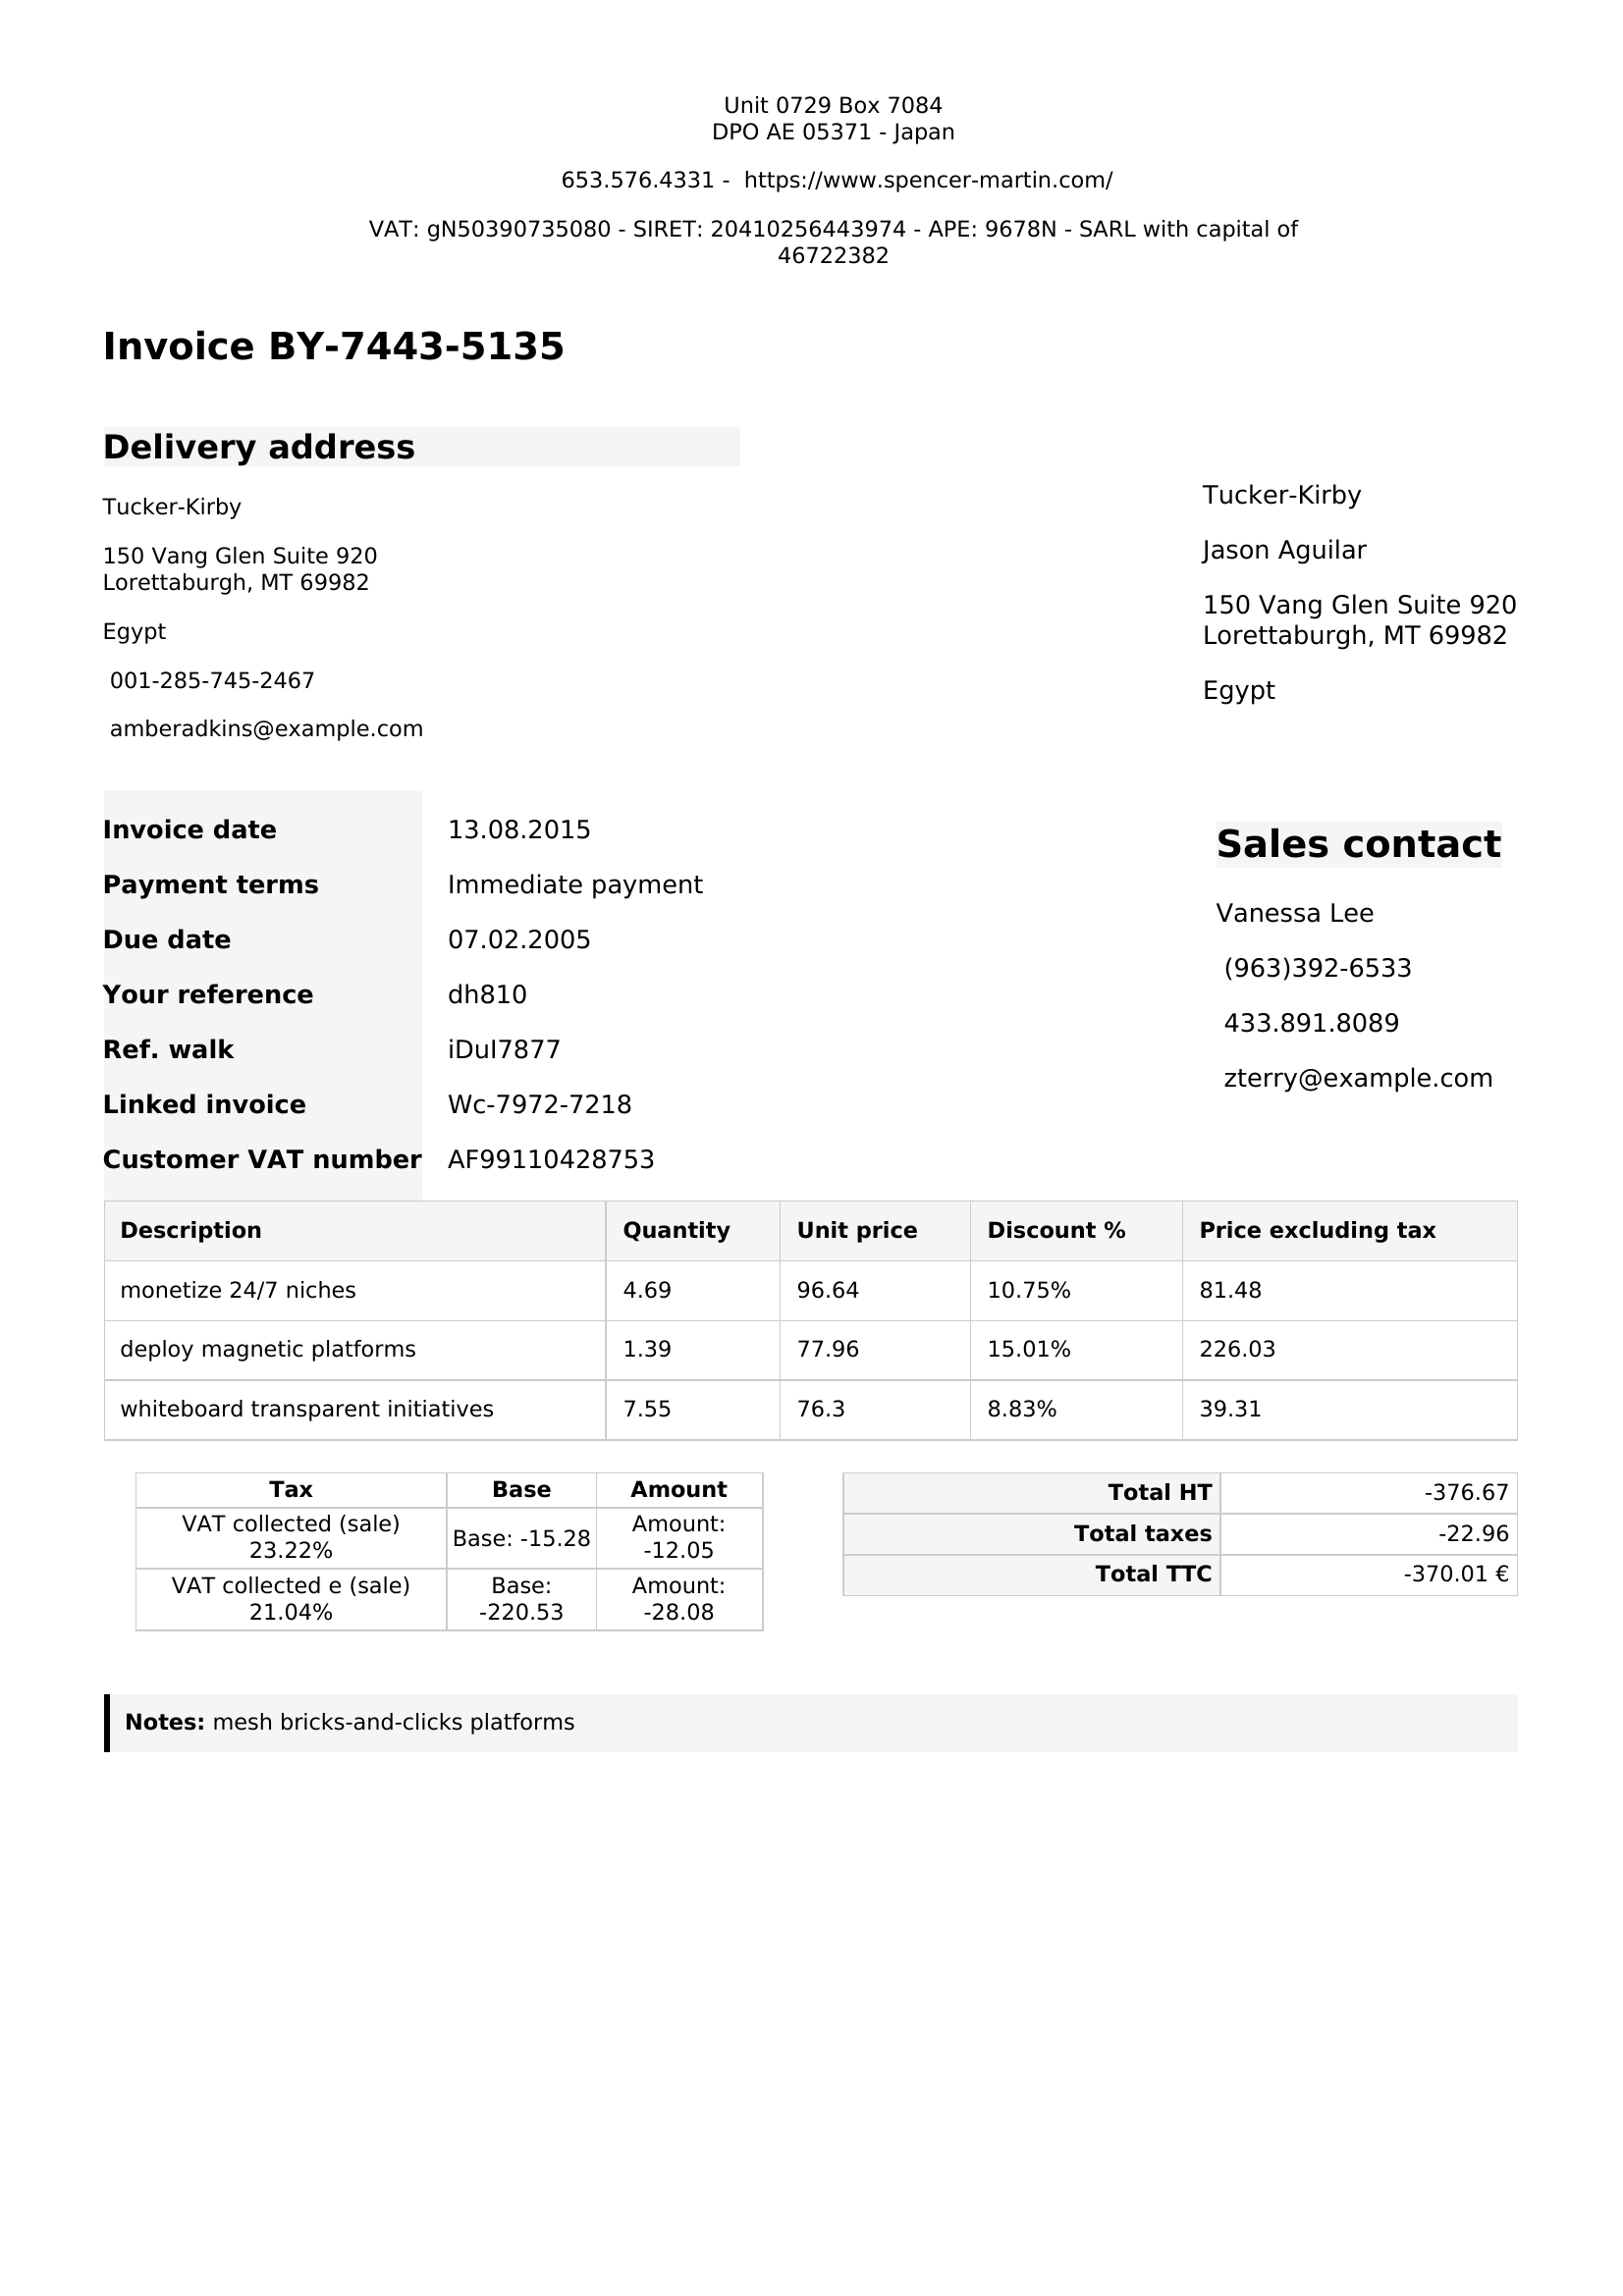 Unit 0729 Box 7084
DPO AE 05371 - Japan
653.576.4331 -  https://www.spencer-martin.com/
VAT: gN50390735080 - SIRET: 20410256443974 - APE: 9678N - SARL with capital of
46722382
Invoice BY-7443-5135
Delivery address
Tucker-Kirby
150 Vang Glen Suite 920
Lorettaburgh, MT 69982
Egypt
001-285-745-2467
amberadkins@example.com
Tucker-Kirby
Jason Aguilar
150 Vang Glen Suite 920
Lorettaburgh, MT 69982
Egypt
Invoice date 13.08.2015
Payment terms Immediate payment
Due date 07.02.2005
Your reference dh810
Ref. walk iDuI7877
Linked invoice Wc-7972-7218
Customer VAT number AF99110428753
Sales contact
Vanessa Lee
(963)392-6533
433.891.8089
zterry@example.com
Description Quantity Unit price Discount % Price excluding tax
monetize 24/7 niches 4.69 96.64 10.75% 81.48
deploy magnetic platforms 1.39 77.96 15.01% 226.03
whiteboard transparent initiatives 7.55 76.3 8.83% 39.31
Tax Base Amount
VAT collected (sale)
23.22%
Base: -15.28
Amount:
-12.05
VAT collected e (sale)
21.04%
Base:
-220.53
Amount:
-28.08
Total HT -376.67
Total taxes -22.96
Total TTC -370.01 €
Notes: mesh bricks-and-clicks platforms